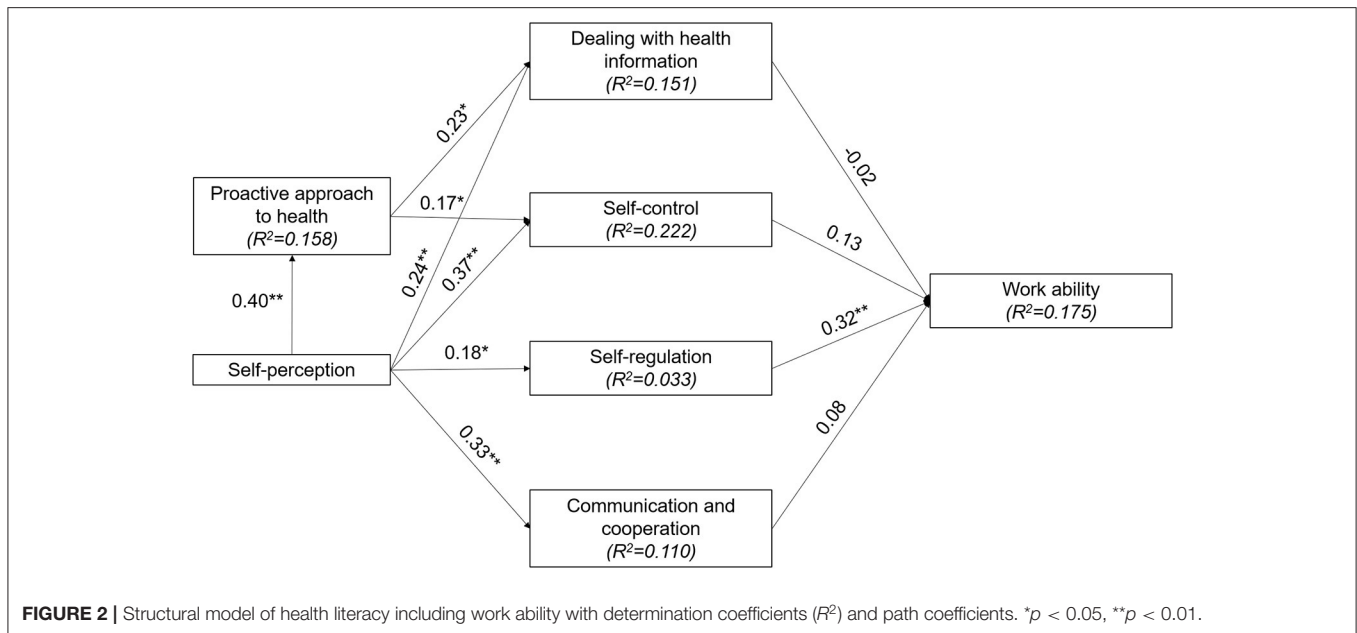 Dealing with health
information
(R²=0.151)
0.23*
-0.02
Proactive approach
to health
(R²=0.158)
0.17*
Self-control
(R²=0.222)
0.13
0.24**
0.37**
0.40**
Work ability
(R²=0.175)
0.32**
Self-perception
0.18*
Self-regulation
(R²=0.033)
0.33**
0.08
Communication and
cooperation
(R²=0.110)
FIGURE 2 | Structural model of health literacy including work ability with determination coefficients (R²) and path coefficients. *p < 0.05, **p < 0.01.